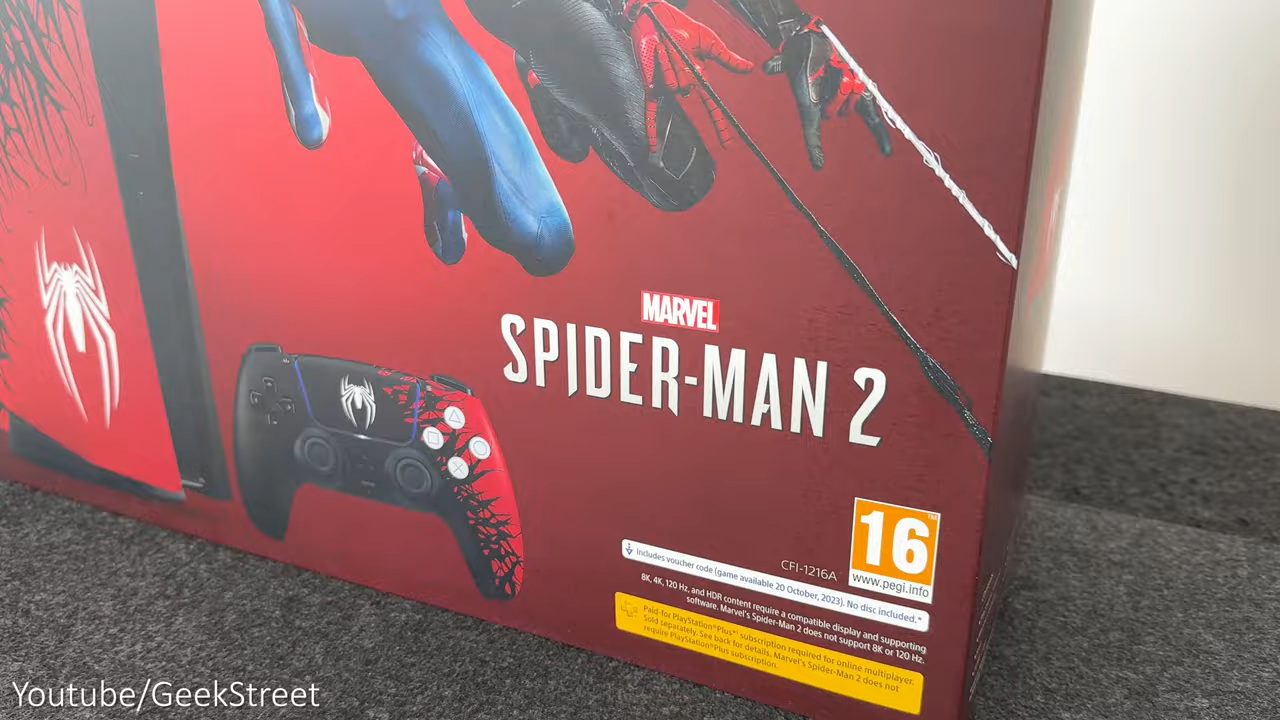 MARVEL
SPIDER-MAN 2
16™
www.pegi.info
CFI-1216A
Includes voucher code (game available 20 October, 2023). No disc included.*
8K, 4K, 120 Hz, and HDR content require a compatible display and supporting
software. Marvel's Spider-Man 2 does not support 8K or 120 Hz.
Paid-for PlayStation®Plus*¹ subscription required for online multiplayer.
Sold separately. See back for details. Marvel's Spider-Man 2 does not
require PlayStation®Plus subscription.
Youtube/GeekStreet